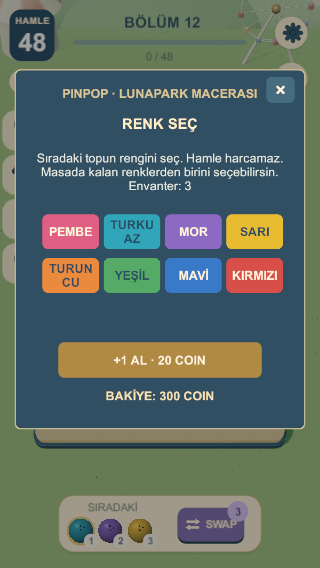 HAMLE
48
BÖLÜM 12
0 / 48
PINPOP · LUNAPARK MACERASI
×
RENK SEÇ
Sıradaki topun rengini seç. Hamle harcamaz.
Masada kalan renklerden birini seçebilirsin.
Envanter: 3
PEMBE
TURKU
AZ
MOR
SARI
TURUN
CU
YEŞİL
MAVİ
KIRMIZI
+1 AL · 20 COIN
BAKİYE: 300 COIN
SIRADAKİ
1
2
3
SWAP
3